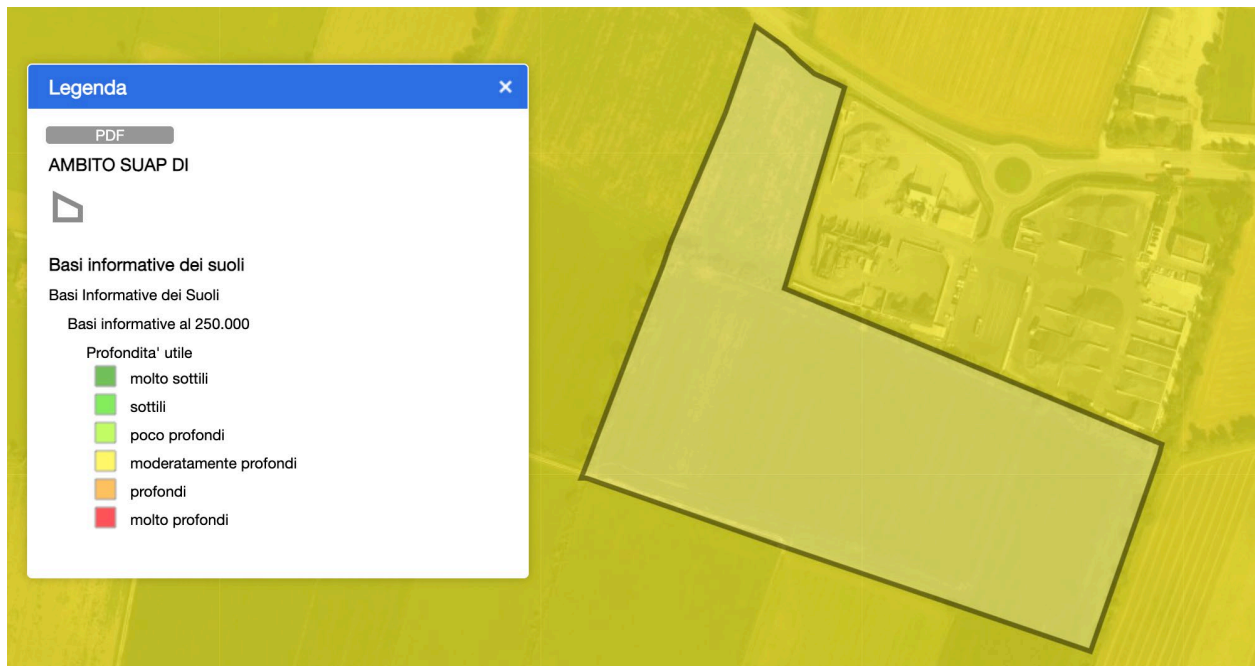 Legenda
PDF
AMBITO SUAP DI
Basi informative dei suoli
Basi Informative dei Suoli
Basi informative al 250.000
Profondita' utile
molto sottili
sottili
poco profondi
moderatamente profondi
profondi
molto profondi